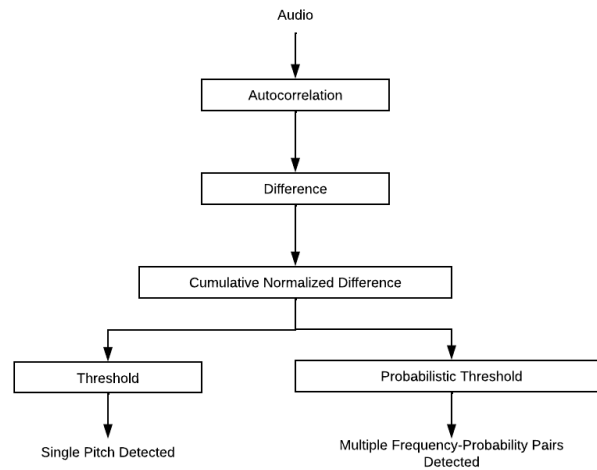 Audio
Autocorrelation
Difference
Cumulative Normalized Difference
Threshold
Probabilistic Threshold
Single Pitch Detected
Multiple Frequency-Probability Pairs
Detected